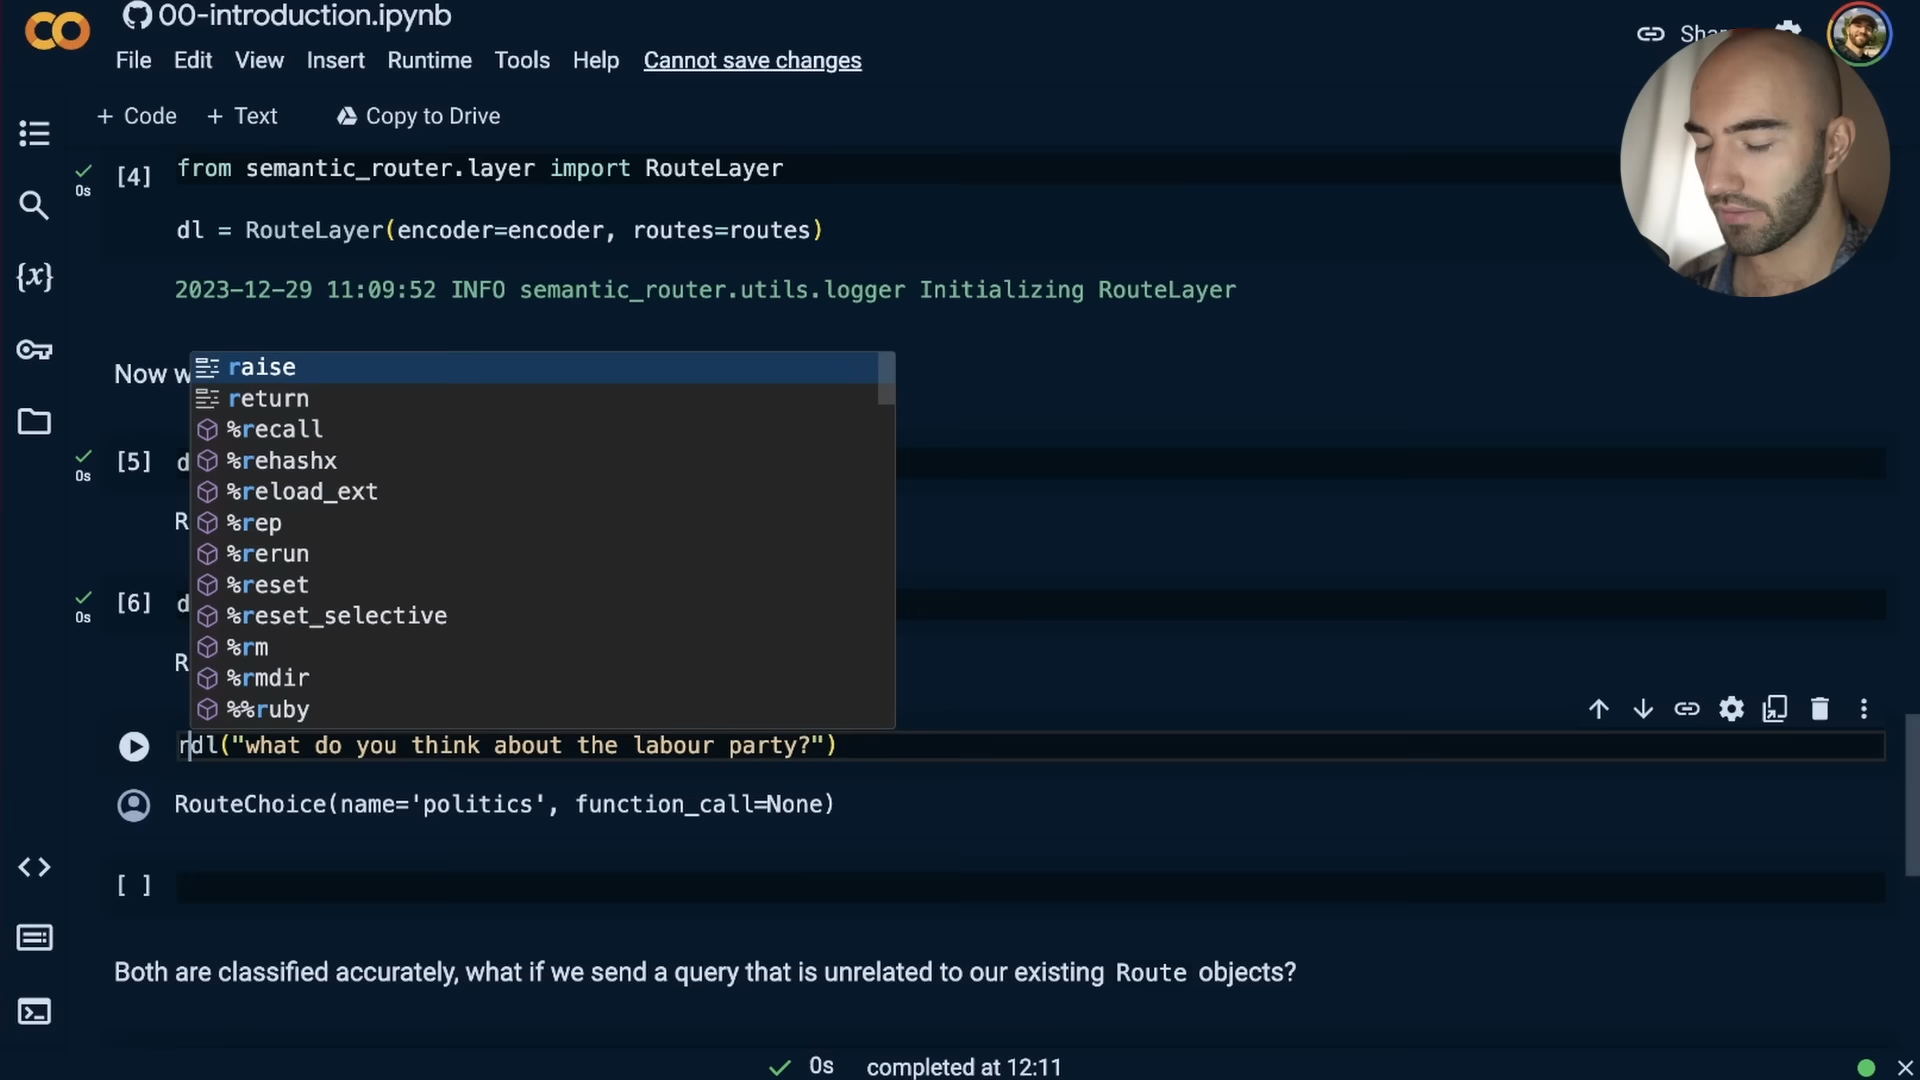 00-introduction.ipynb
File Edit View Insert Runtime Tools Help Cannot save changes
+ Code + Text Copy to Drive
0s [4] from semantic_router.layer import RouteLayer
dl = RouteLayer(encoder=encoder, routes=routes)
2023-12-29 11:09:52 INFO semantic_router.utils.logger Initializing RouteLayer
Now w
raise
return
%recall
0s [5] d
%rehashx
%reload_ext
R
%rep
%rerun
%reset
0s [6] d
%reset_selective
%rm
R
%rmdir
%%ruby
rdl("what do you think about the labour party?")
RouteChoice(name='politics', function_call=None)
[ ]
Both are classified accurately, what if we send a query that is unrelated to our existing Route objects?
0s completed at 12:11